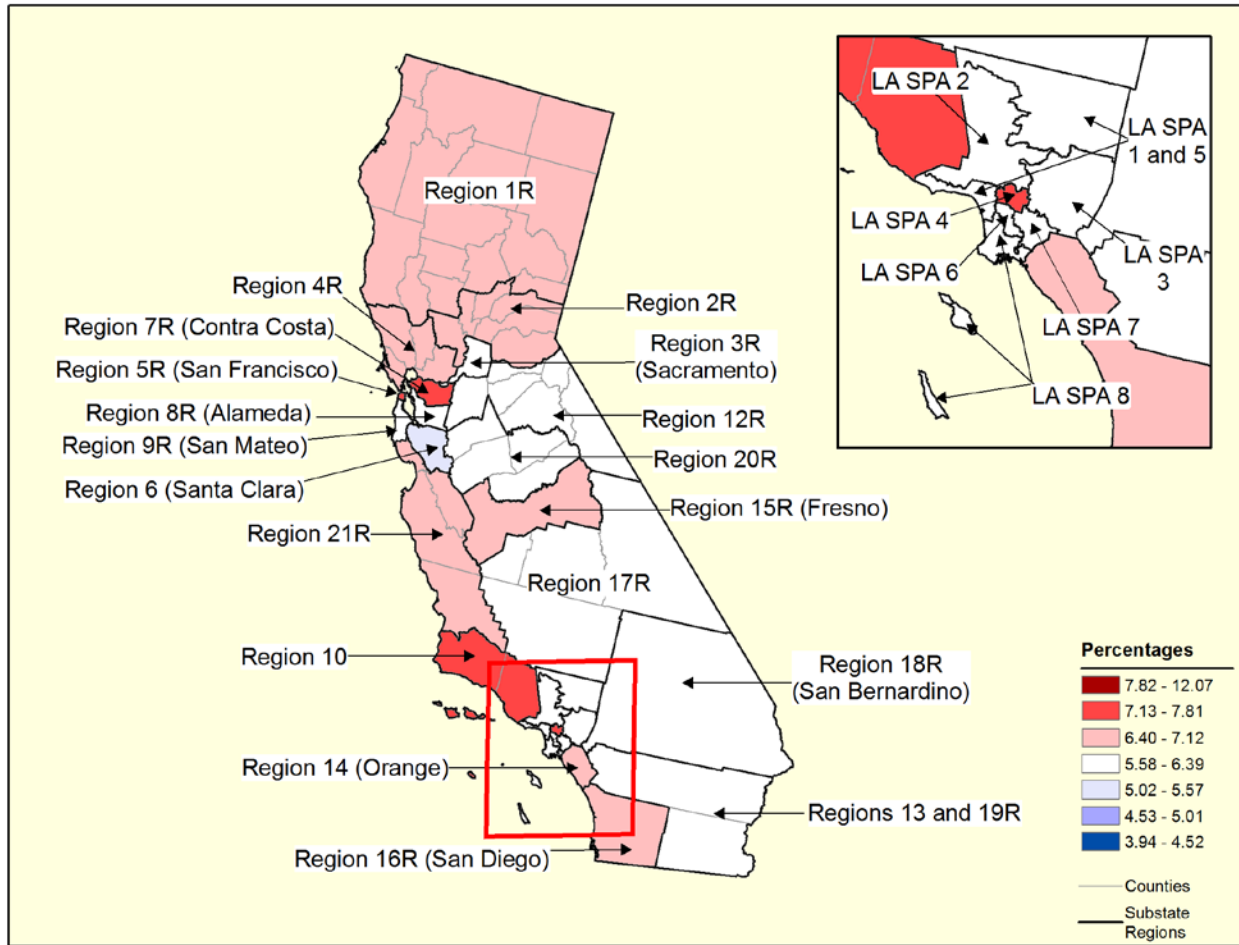 Region 1R
Region 4R
Region 2R
Region 7R (Contra Costa)
Region 3R
(Sacramento)
Region 5R (San Francisco)
Region 8R (Alameda)
Region 12R
Region 9R (San Mateo)
Region 20R
Region 6 (Santa Clara)
Region 15R (Fresno)
Region 21R
Region 17R
Region 10
Region 18R
(San Bernardino)
Region 14 (Orange)
Regions 13 and 19R
Region 16R (San Diego)
LA SPA 2
LA SPA
1 and 5
LA SPA 4
LA SPA 6
LA SPA
3
LA SPA 7
LA SPA 8
Percentages
7.82 - 12.07
7.13 - 7.81
6.40 - 7.12
5.58 - 6.39
5.02 - 5.57
4.53 - 5.01
3.94 - 4.52
Counties
Substate
Regions